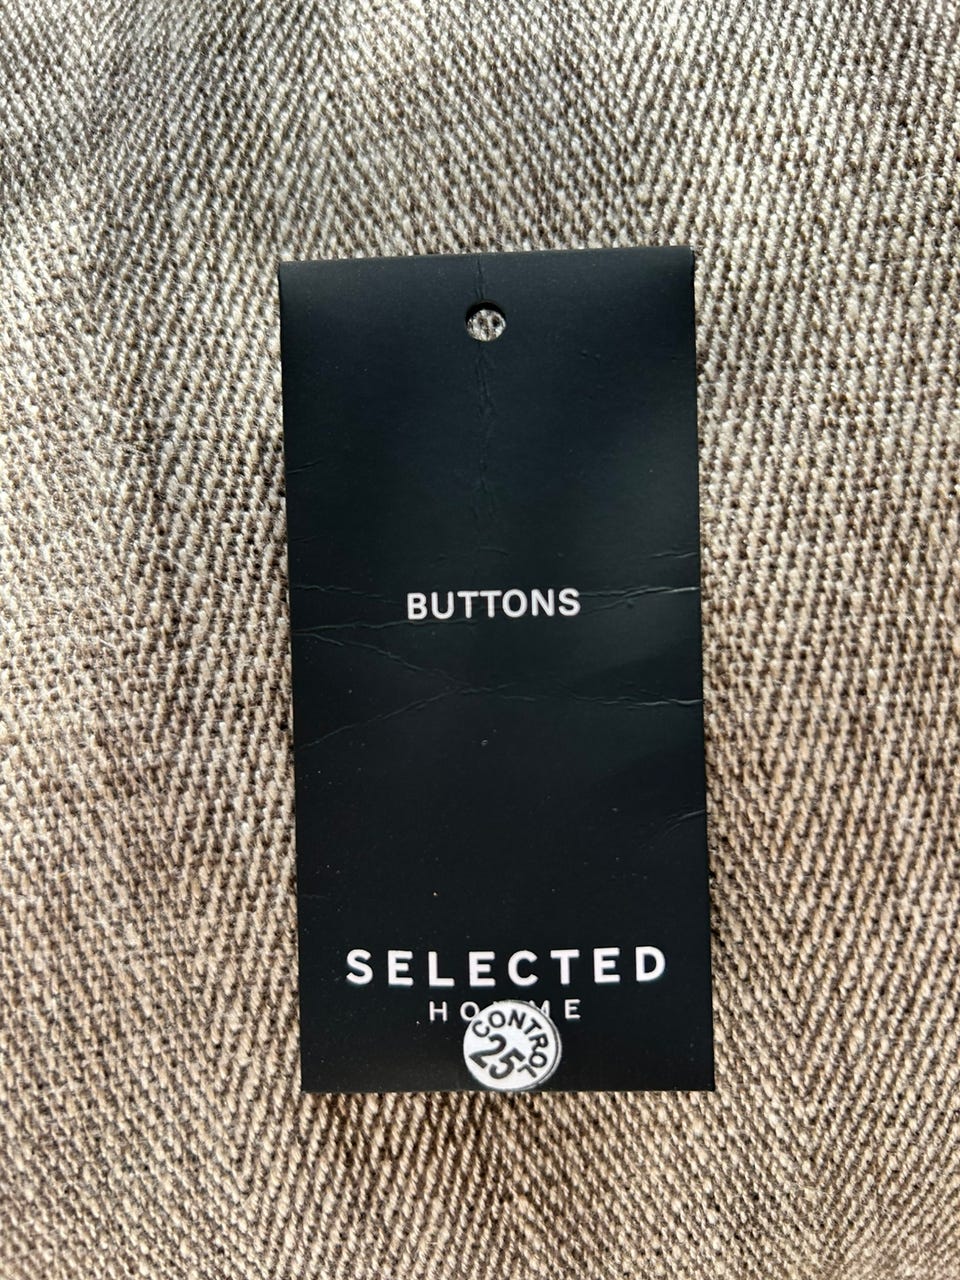 BUTTONS
SELECTED
HOMME
CONTROL
25